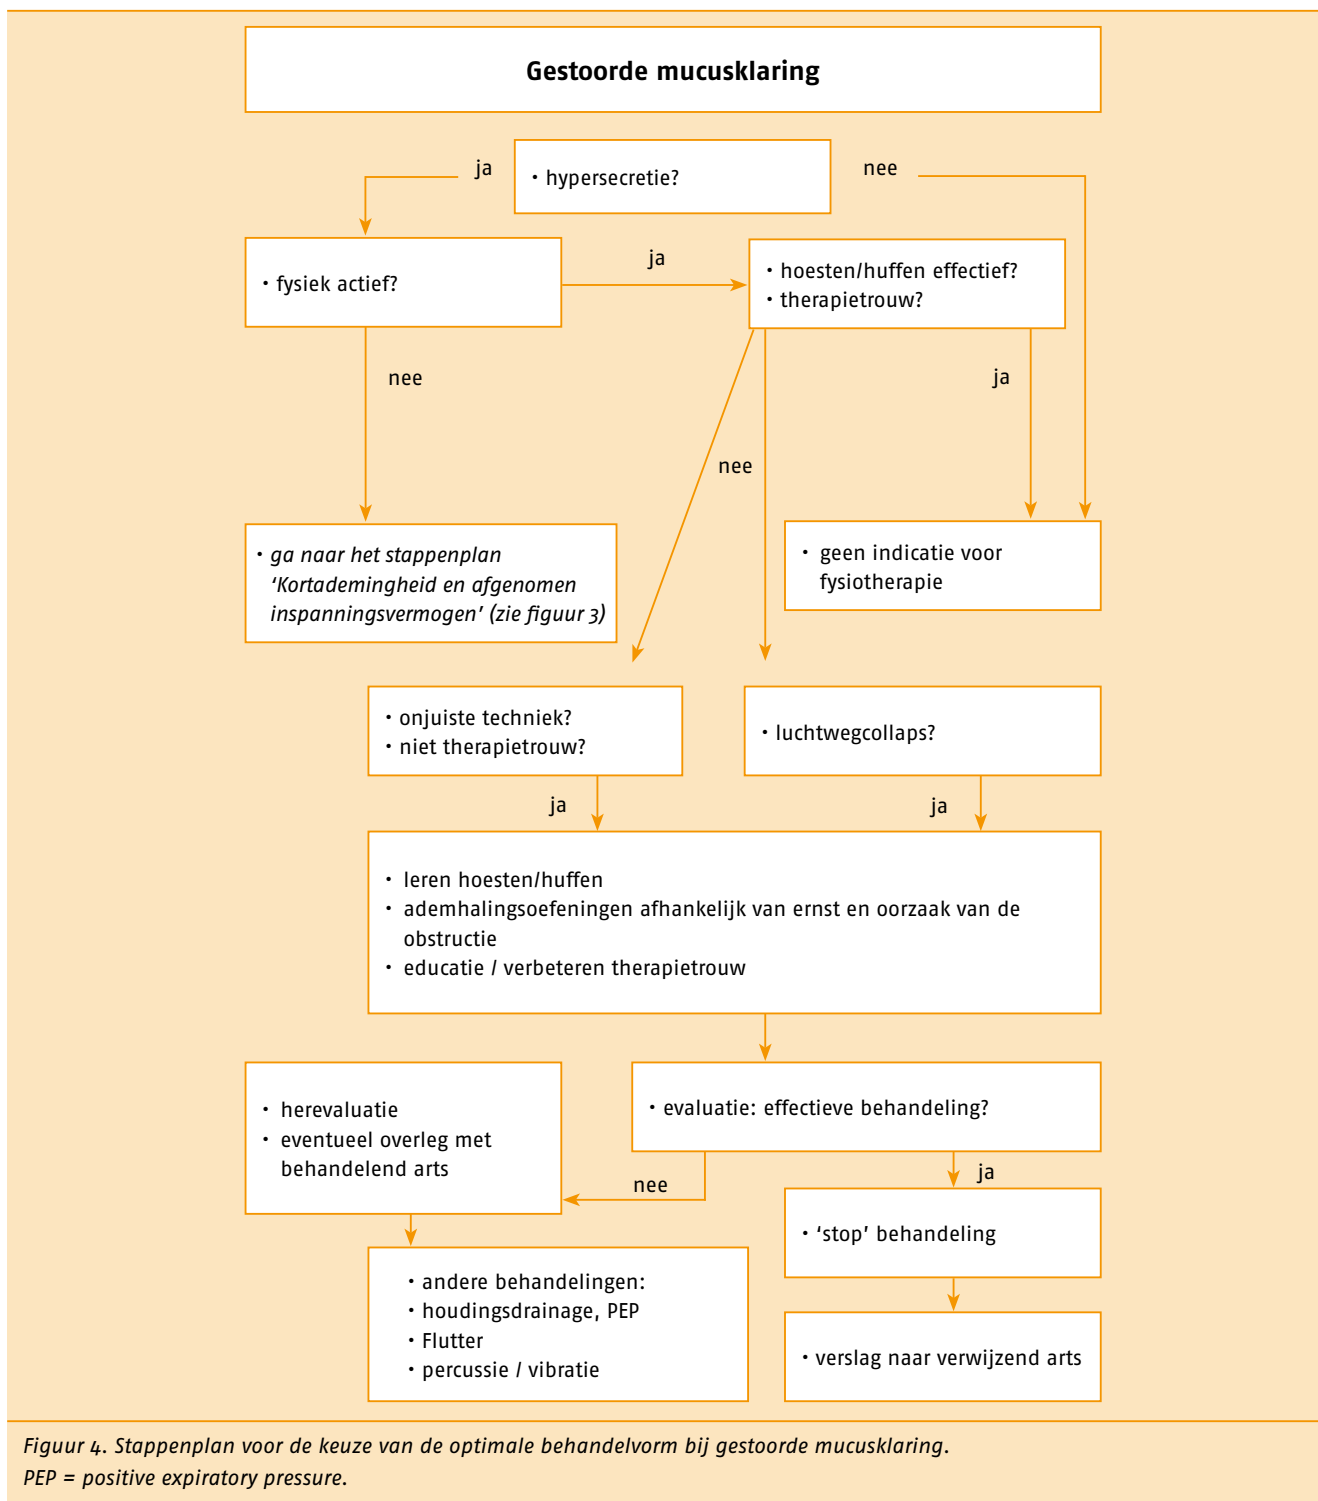 Gestoorde mucusklaring
ja
• hypersecretie?
nee
• fysiek actief?
ja
• hoesten/huffen effectief?
• therapietrouw?
nee
ja
nee
• ga naar het stappenplan
‘Kortademingheid en afgenomen
inspanningsvermogen’ (zie figuur 3)
• geen indicatie voor
fysiotherapie
• onjuiste techniek?
• niet therapietrouw?
• luchtwegcollaps?
ja
ja
• leren hoesten/huffen
• ademhalingsoefeningen afhankelijk van ernst en oorzaak van de
obstructie
• educatie / verbeteren therapietrouw
• herevaluatie
• eventueel overleg met
behandelend arts
• evaluatie: effectieve behandeling?
nee
ja
• ‘stop’ behandeling
• andere behandelingen:
• houdingsdrainage, PEP
• Flutter
• percussie / vibratie
• verslag naar verwijzend arts
Figuur 4. Stappenplan voor de keuze van de optimale behandelvorm bij gestoorde mucusklaring.
PEP = positive expiratory pressure.